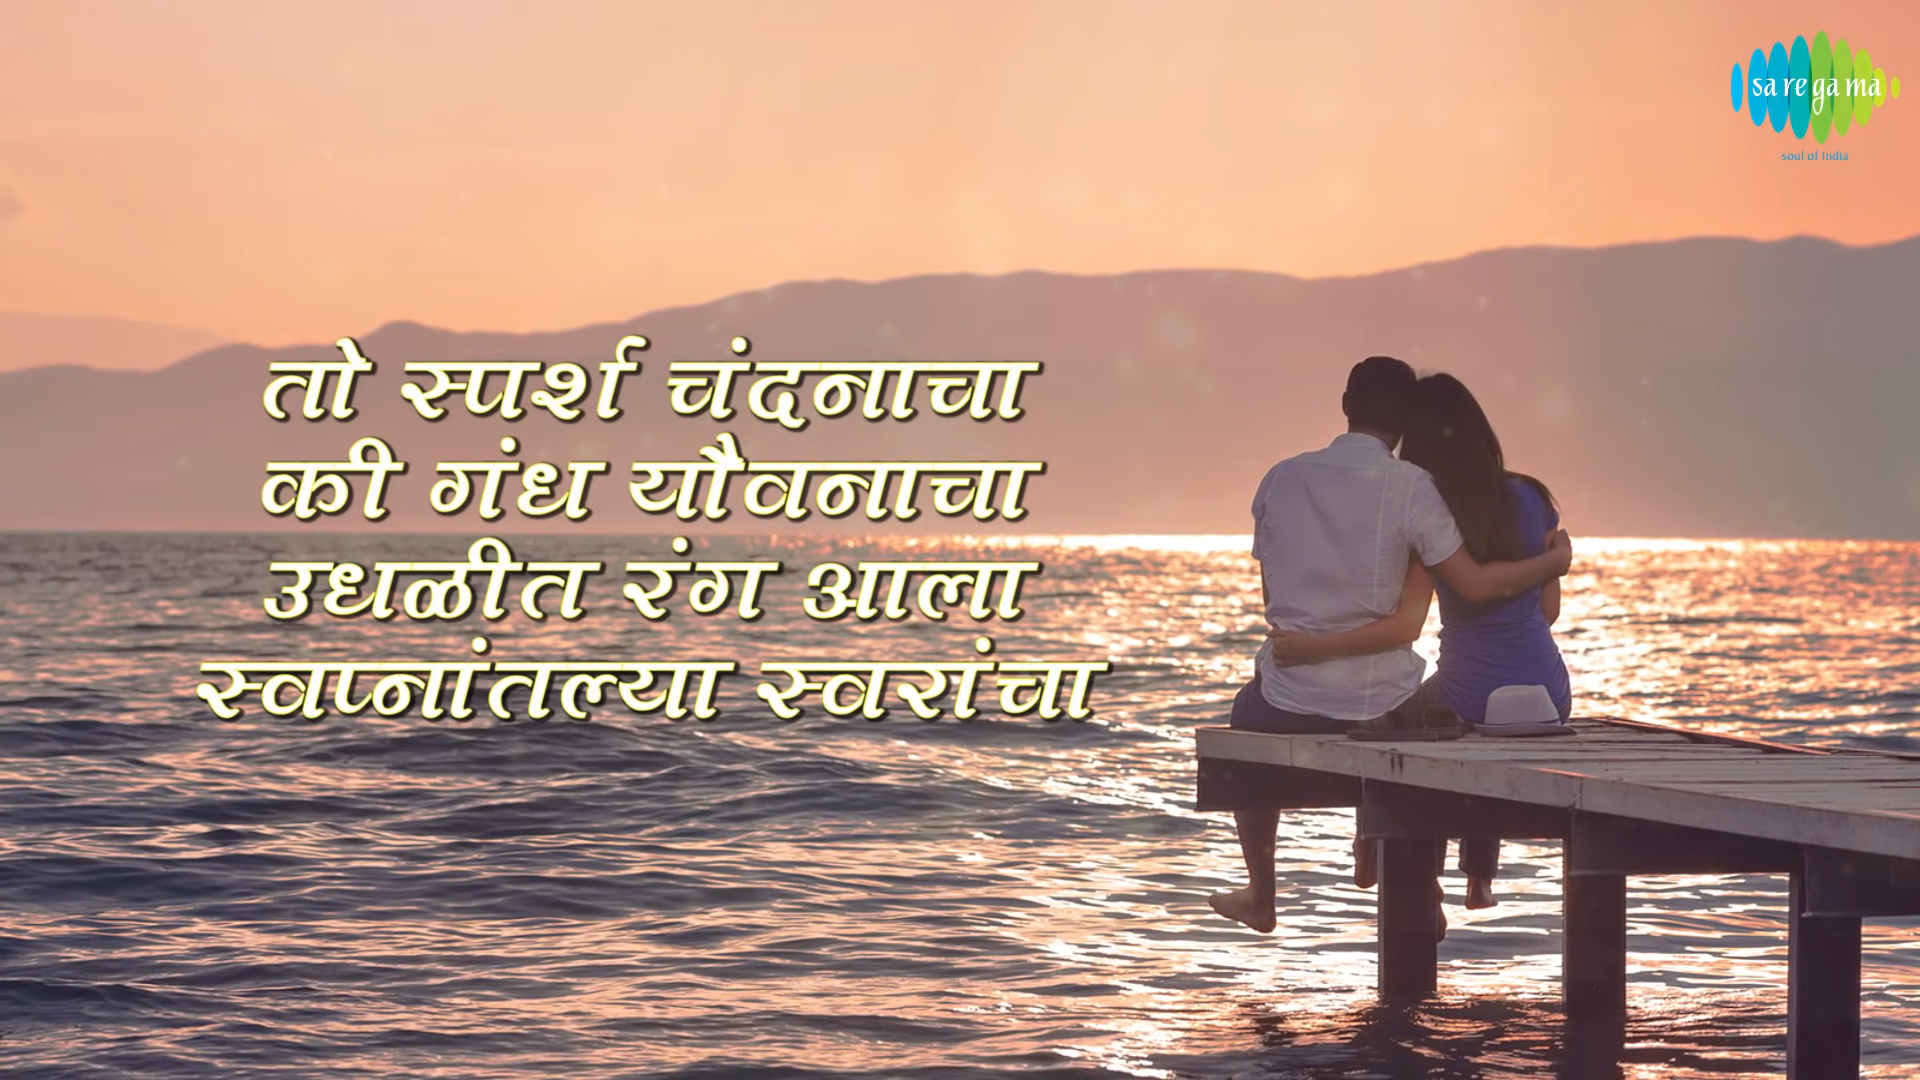 sa re ga ma
soul of India
तो स्पर्श चंदनाचा
की गंध यौवनाचा
उधळीत रंग आला
स्वप्नांतल्या स्वरांचा